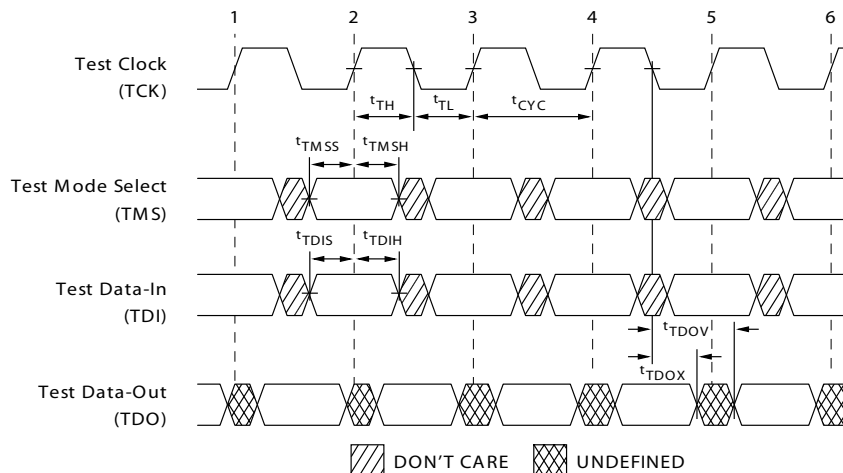 1 2 3 4 5 6
Test Clock
(TCK)
tTH tTL tCYC
tTMSS tTMSH
Test Mode Select
(TMS)
tTDIS tTDIH
Test Data-In
(TDI)
tTDOV
tTDOX
Test Data-Out
(TDO)
DON'T CARE UNDEFINED